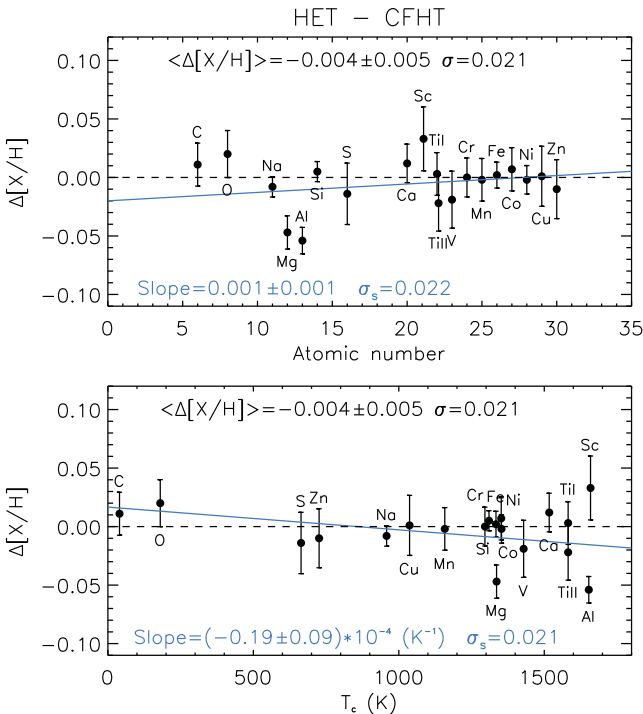 HET – CFHT
<Δ[X/H]>=−0.004±0.005 σ=0.021
0.10
0.05
0.00
−0.05
−0.10
Δ[X/H]
C
O
Na
Mg
Al
Si
S
Ca
Sc
TiI
TiII
V
Cr
Mn
Fe
Co
Ni
Cu
Zn
Slope=0.001±0.001 σs=0.022
0 5 10 15 20 25 30 35
Atomic number
<Δ[X/H]>=−0.004±0.005 σ=0.021
0.10
0.05
0.00
−0.05
−0.10
Δ[X/H]
C
O
S
Zn
Na
Cu
Mn
Cr
Si
Fe
Mg
Ni
Co
V
Ca
TiI
TiII
Sc
Al
Slope=(−0.19±0.09)*10⁻⁴ (K⁻¹) σs=0.021
0 500 1000 1500
Tc (K)